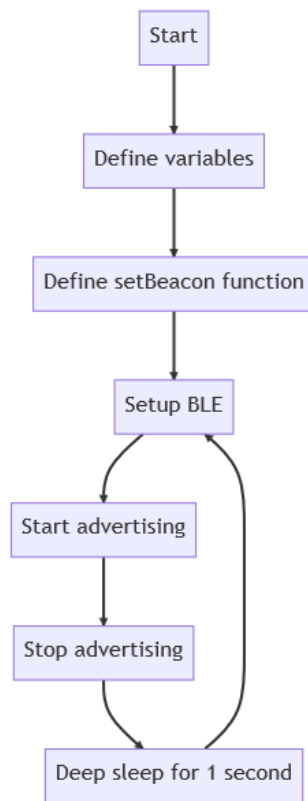 Start
Define variables
Define setBeacon function
Setup BLE
Start advertising
Stop advertising
Deep sleep for 1 second